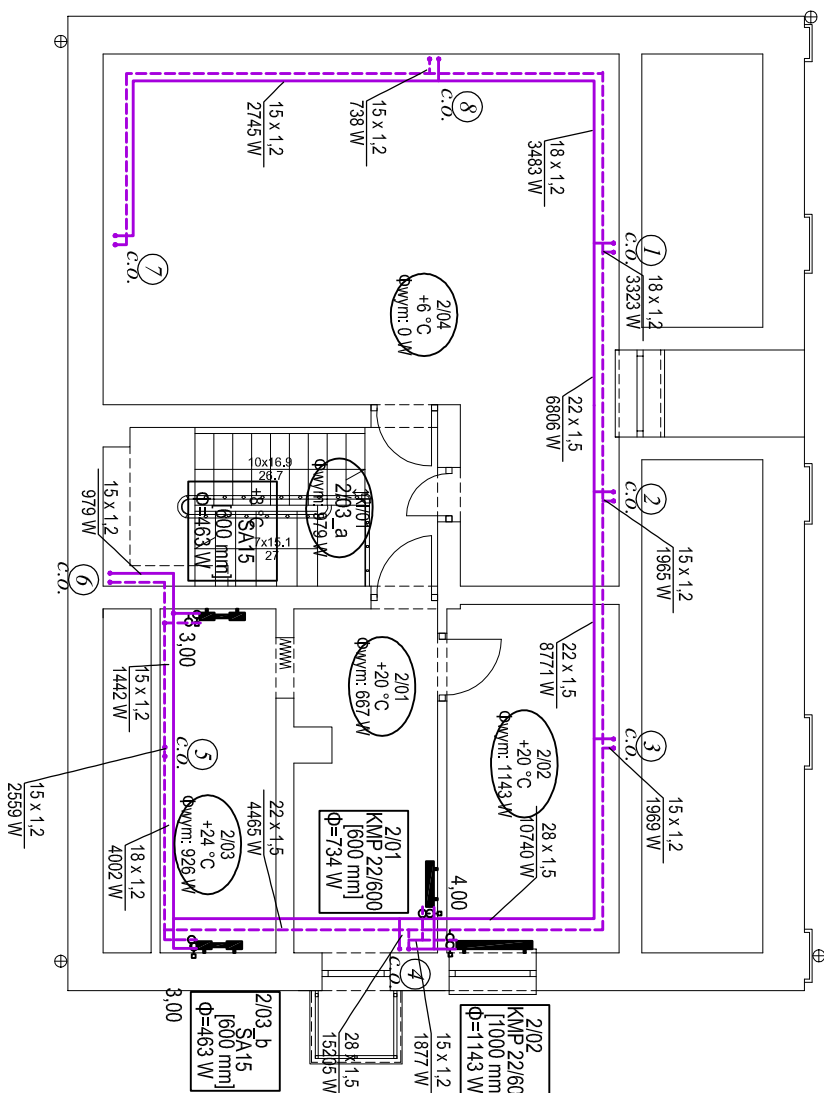 15 x 1,2
2745 W
15 x 1,2
738 W
8
c.o.
18 x 1,2
3483 W
1
c.o.
18 x 1,2
3323 W
7
c.o.
2/04
+6 °C
Φwym: 0 W
22 x 1,5
6806 W
2
c.o.
15 x 1,2
1965 W
10x16.9
26.7
7x15.1
27
2/03_a
Φwym: 979 W
SA15
[600 mm]
Φ=463 W
15 x 1,2
979 W
6
c.o.
3,00
22 x 1,5
8771 W
3
c.o.
15 x 1,2
1969 W
2/01
+20 °C
Φwym: 667 W
2/02
+20 °C
Φwym: 1143 W
28 x 1,5
10740 W
15 x 1,2
1442 W
5
c.o.
15 x 1,2
2559 W
18 x 1,2
4002 W
2/03
+24 °C
Φwym: 926 W
22 x 1,5
4465 W
2/01
KMP 22/600
[600 mm]
Φ=734 W
4,00
4
c.o.
3,00
2/03_b
SA15
[600 mm]
Φ=463 W
28 x 1,5
15205 W
15 x 1,2
1877 W
2/02
KMP 22/60
[1000 mm]
Φ=1143 W